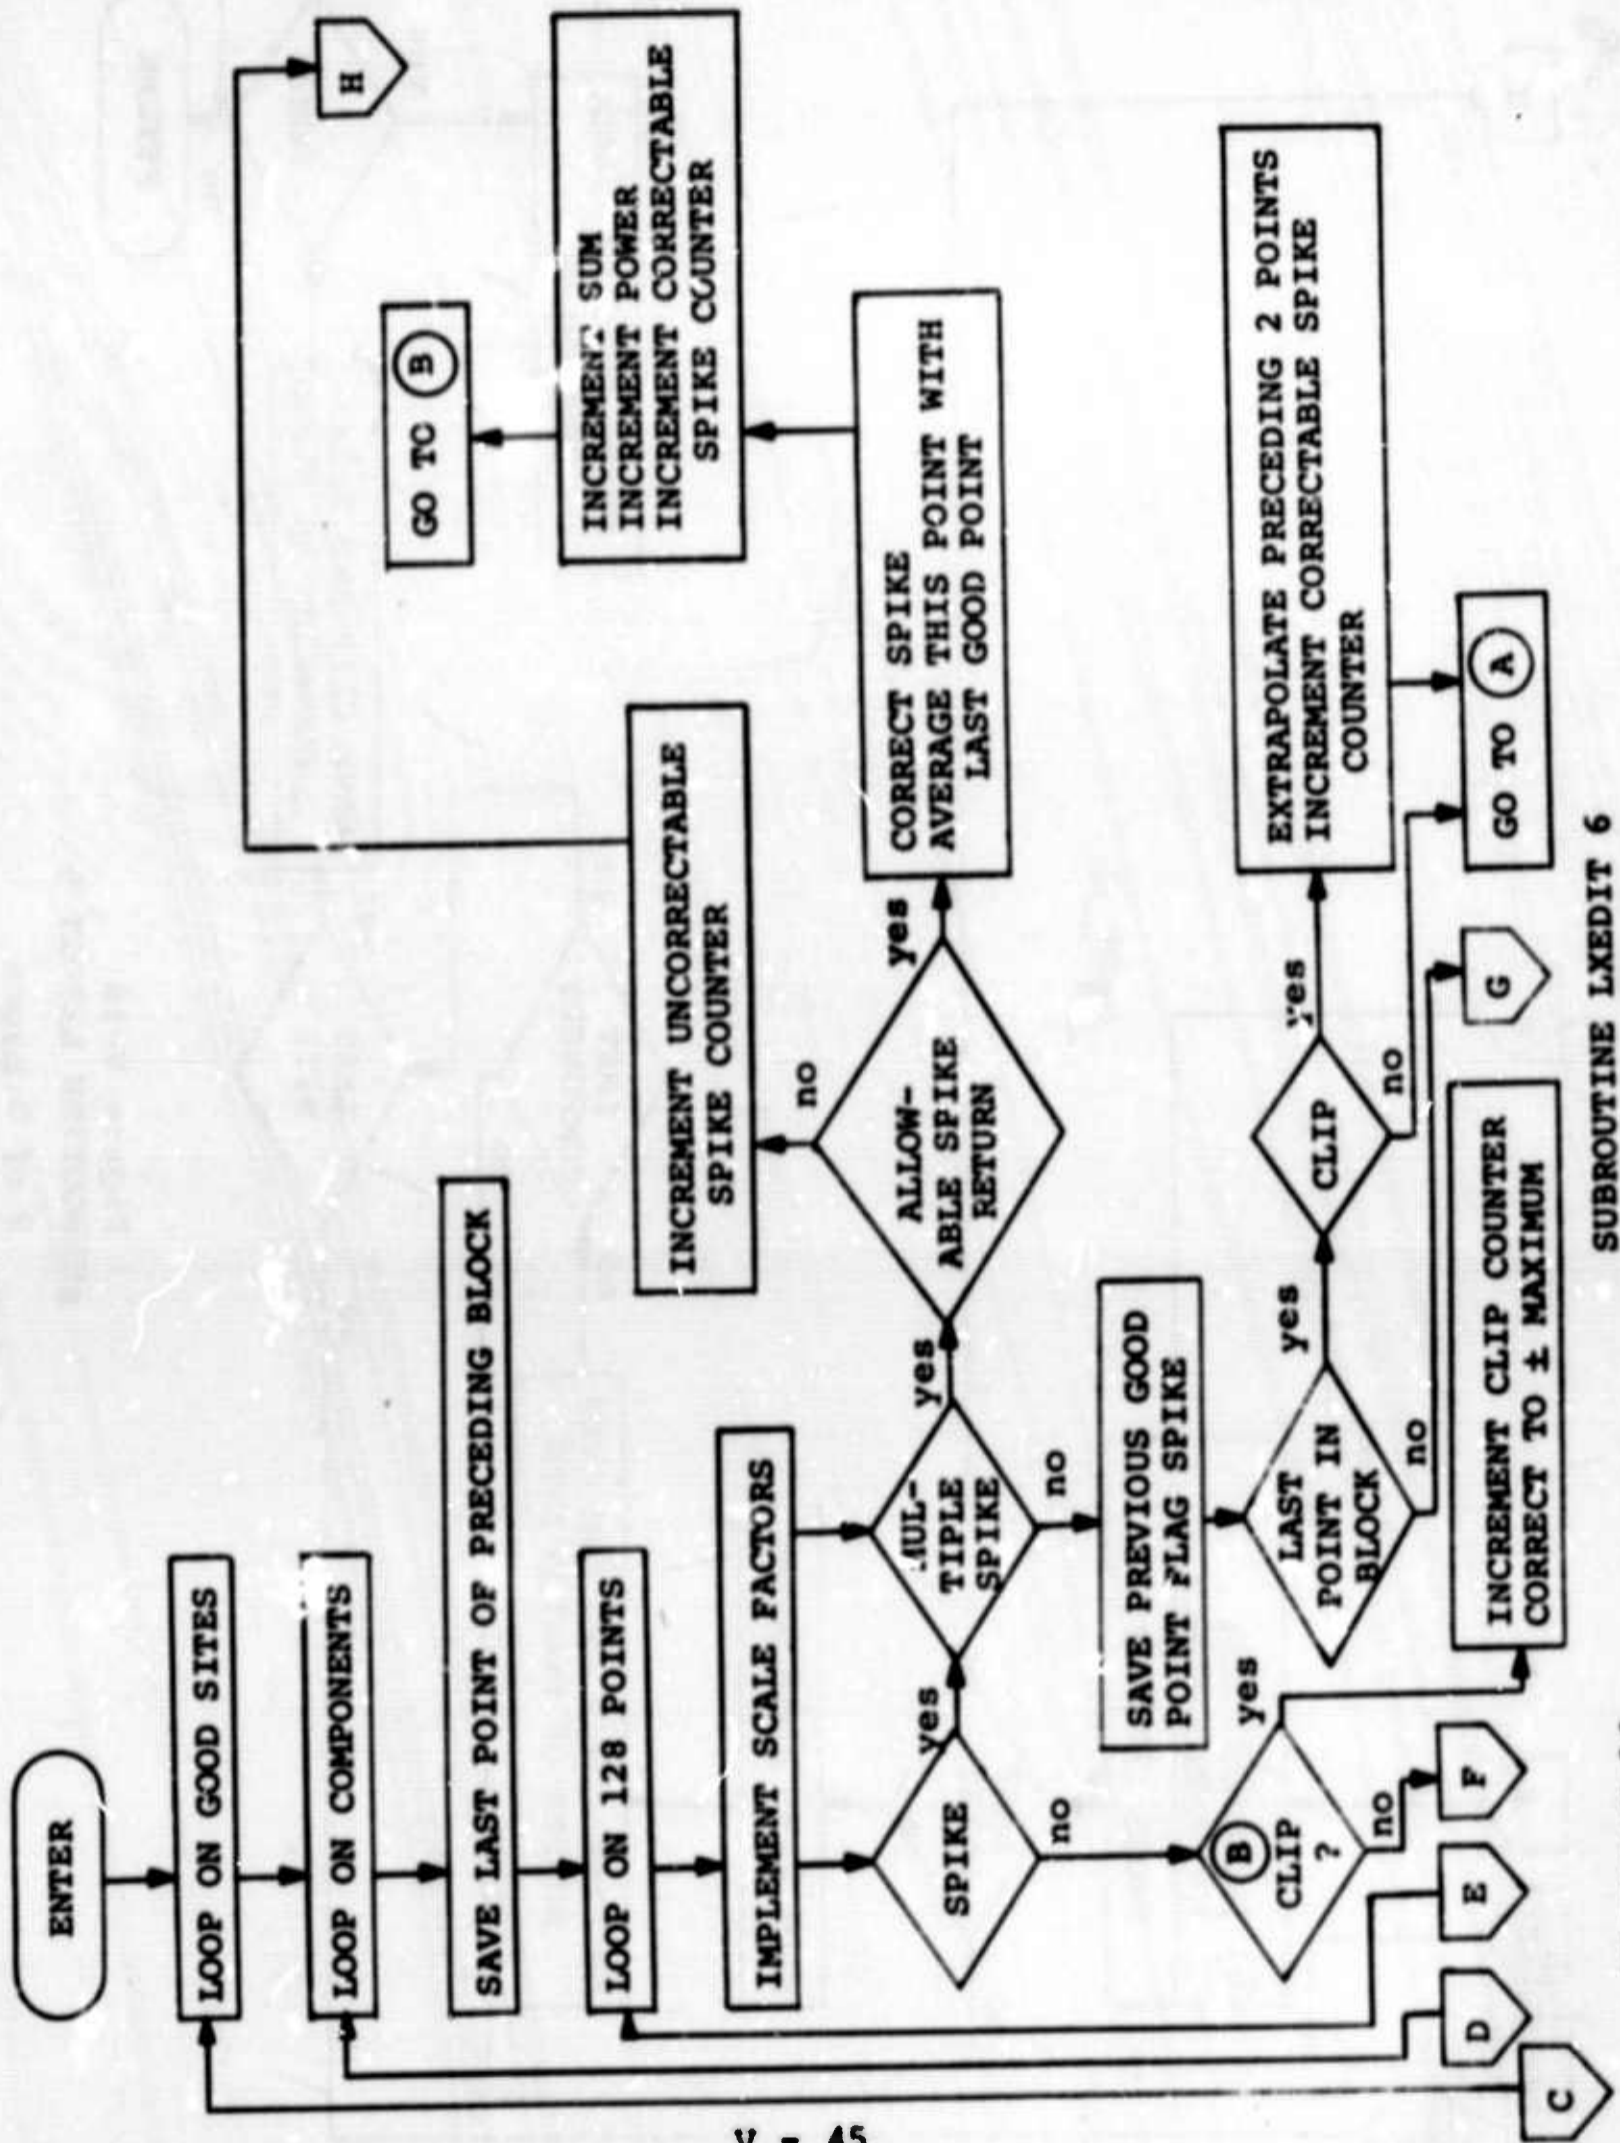 ENTER
LOOP ON GOOD SITES
LOOP ON COMPONENTS
SAVE LAST POINT OF PRECEDING BLOCK
LOOP ON 128 POINTS
IMPLEMENT SCALE FACTORS
SPIKE
yes
no
MUL-
TIPLE
SPIKE
yes
no
ALLOW-
ABLE SPIKE
RETURN
no
yes
INCREMENT UNCORRECTABLE
SPIKE COUNTER
H
CORRECT SPIKE
AVERAGE THIS POINT WITH
LAST GOOD POINT
INCREMENT SUM
INCREMENT POWER
INCREMENT CORRECTABLE
SPIKE COUNTER
GO TO B
SAVE PREVIOUS GOOD
POINT FLAG SPIKE
LAST
POINT IN
BLOCK
yes
no
CLIP
yes
no
EXTRAPOLATE PRECEDING 2 POINTS
INCREMENT CORRECTABLE SPIKE
COUNTER
GO TO A
G
B
CLIP
?
yes
no
INCREMENT CLIP COUNTER
CORRECT TO ± MAXIMUM
C
D
E
F
SUBROUTINE LXEDIT 6
V - 45